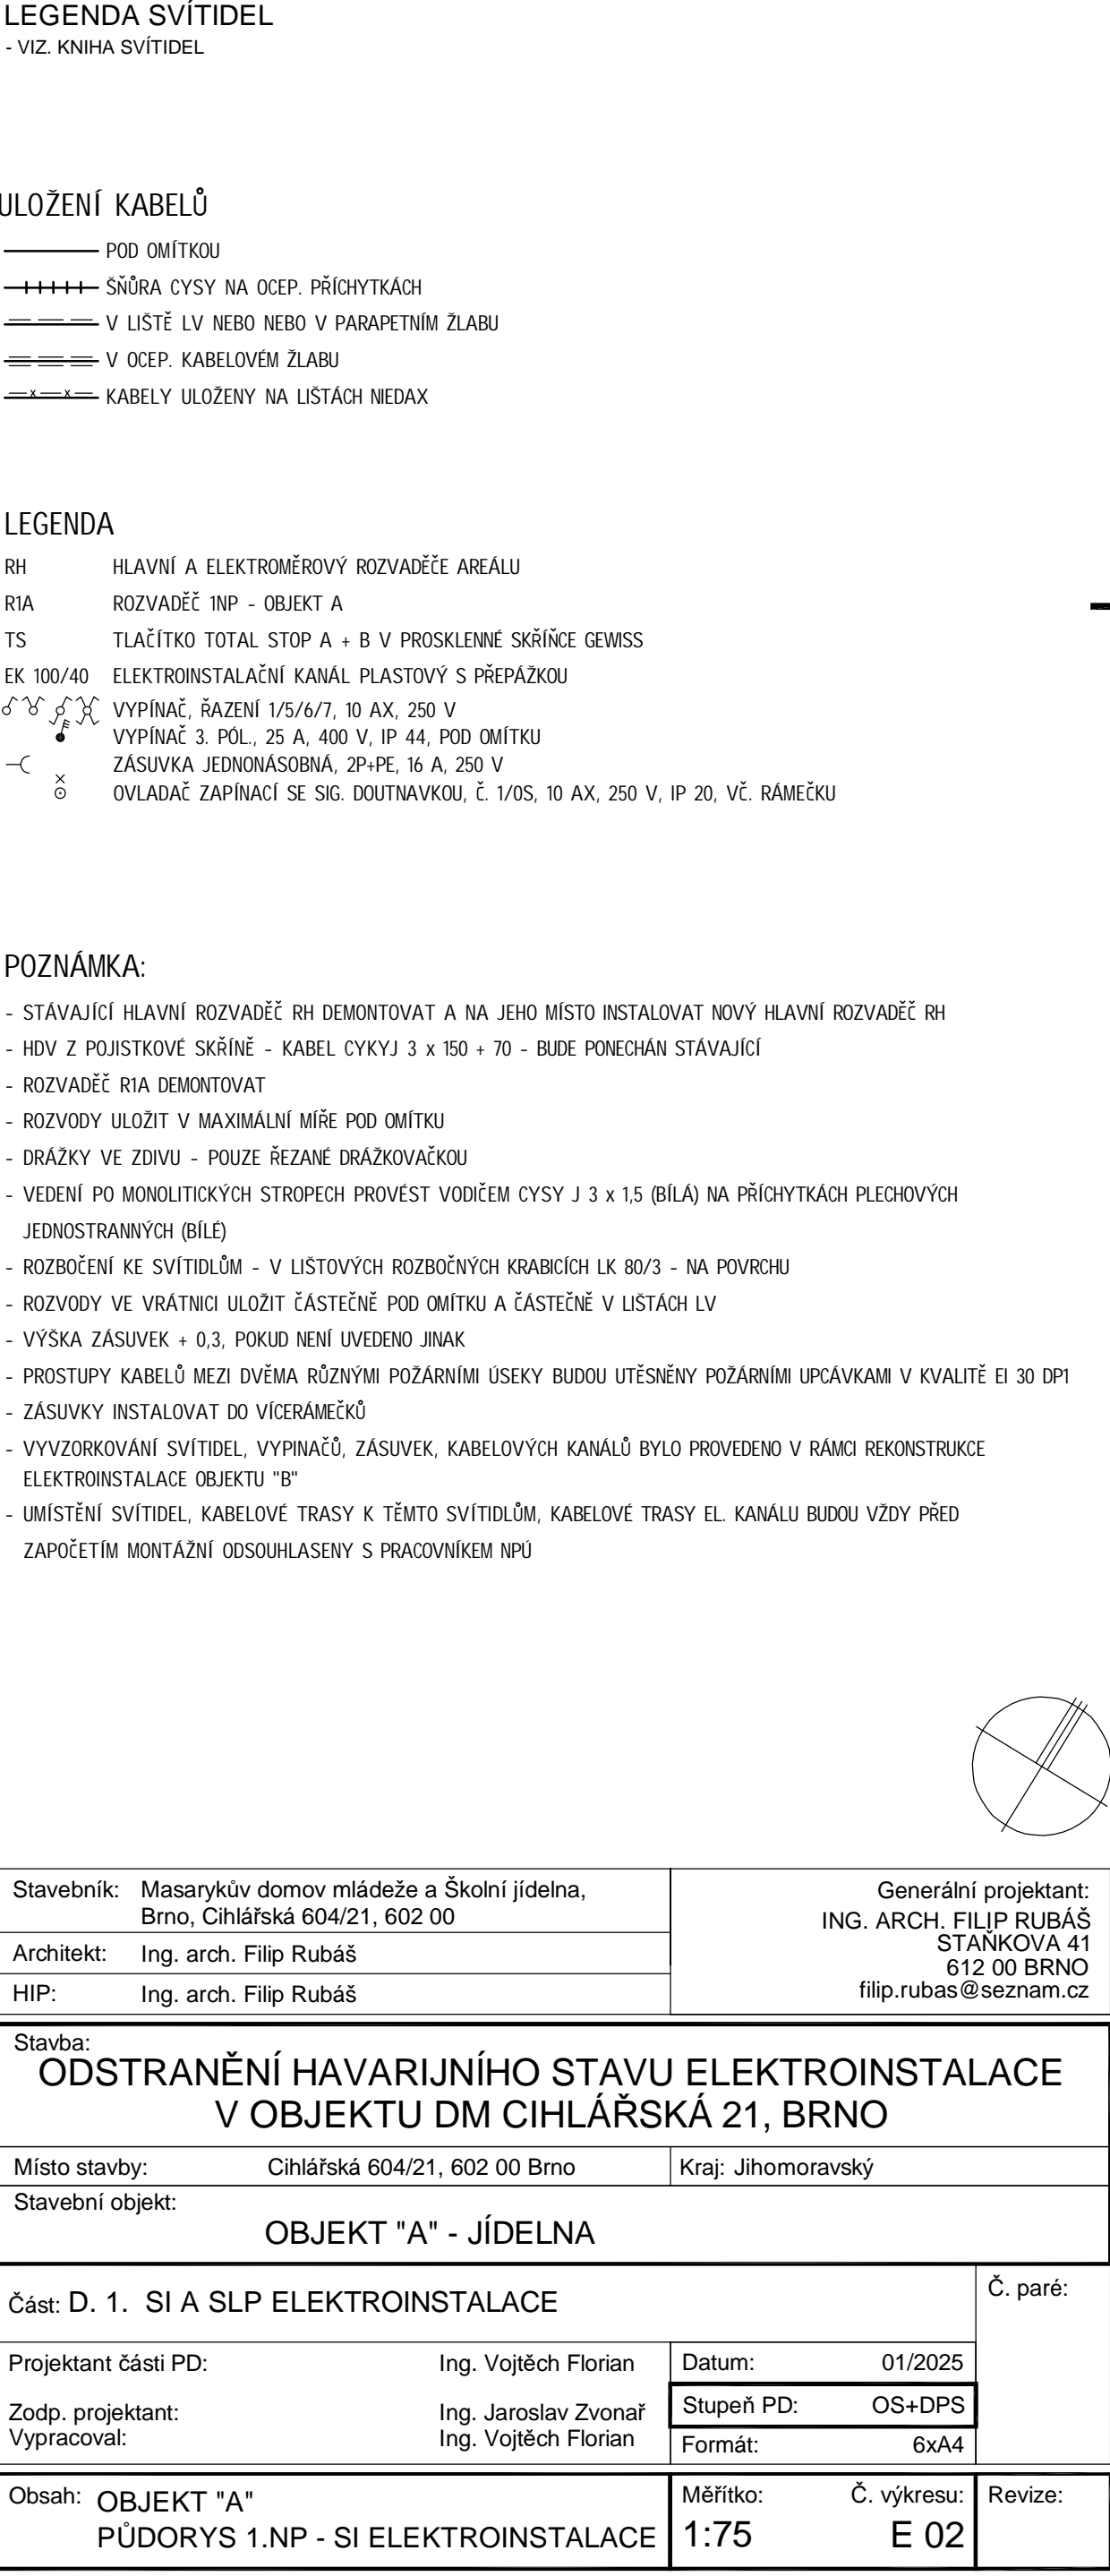 LEGENDA SVÍTIDEL
- VIZ. KNIHA SVÍTIDEL
ULOŽENÍ KABELŮ
POD OMÍTKOU
ŠŇŮRA CYSY NA OCEP. PŘÍCHYTKÁCH
V LIŠTĚ LV NEBO NEBO V PARAPETNÍM ŽLABU
V OCEP. KABELOVÉM ŽLABU
KABELY ULOŽENY NA LIŠTÁCH NIEDAX
LEGENDA
RH HLAVNÍ A ELEKTROMĚROVÝ ROZVADĚČE AREÁLU
R1A ROZVADĚČ 1NP - OBJEKT A
TS TLAČÍTKO TOTAL STOP A + B V PROSKLENNÉ SKŘÍŇCE GEWISS
EK 100/40 ELEKTROINSTALAČNÍ KANÁL PLASTOVÝ S PŘEPÁŽKOU
VYPÍNAČ, ŘAZENÍ 1/5/6/7, 10 AX, 250 V
VYPÍNAČ 3. PÓL., 25 A, 400 V, IP 44, POD OMÍTKU
ZÁSUVKA JEDNONÁSOBNÁ, 2P+PE, 16 A, 250 V
OVLADAČ ZAPÍNACÍ SE SIG. DOUTNAVKOU, Č. 1/0S, 10 AX, 250 V, IP 20, VČ. RÁMEČKU
POZNÁMKA:
- STÁVAJÍCÍ HLAVNÍ ROZVADĚČ RH DEMONTOVAT A NA JEHO MÍSTO INSTALOVAT NOVÝ HLAVNÍ ROZVADĚČ RH
- HDV Z POJISTKOVÉ SKŘÍNĚ - KABEL CYKYJ 3 x 150 + 70 - BUDE PONECHÁN STÁVAJÍCÍ
- ROZVADĚČ R1A DEMONTOVAT
- ROZVODY ULOŽIT V MAXIMÁLNÍ MÍŘE POD OMÍTKU
- DRÁŽKY VE ZDIVU - POUZE ŘEZANÉ DRÁŽKOVAČKOU
- VEDENÍ PO MONOLITICKÝCH STROPECH PROVÉST VODIČEM CYSY J 3 x 1,5 (BÍLÁ) NA PŘÍCHYTKÁCH PLECHOVÝCH
JEDNOSTRANNÝCH (BÍLÉ)
- ROZBOČENÍ KE SVÍTIDLŮM - V LIŠTOVÝCH ROZBOČNÝCH KRABICÍCH LK 80/3 - NA POVRCHU
- ROZVODY VE VRÁTNICI ULOŽIT ČÁSTEČNĚ POD OMÍTKU A ČÁSTEČNĚ V LIŠTÁCH LV
- VÝŠKA ZÁSUVEK + 0,3, POKUD NENÍ UVEDENO JINAK
- PROSTUPY KABELŮ MEZI DVĚMA RŮZNÝMI POŽÁRNÍMI ÚSEKY BUDOU UTĚSNĚNY POŽÁRNÍMI UPCÁVKAMI V KVALITĚ EI 30 DP1
- ZÁSUVKY INSTALOVAT DO VÍCERÁMEČKŮ
- VYVZORKOVÁNÍ SVÍTIDEL, VYPINAČŮ, ZÁSUVEK, KABELOVÝCH KANÁLŮ BYLO PROVEDENO V RÁMCI REKONSTRUKCE
ELEKTROINSTALACE OBJEKTU "B"
- UMÍSTĚNÍ SVÍTIDEL, KABELOVÉ TRASY K TĚMTO SVÍTIDLŮM, KABELOVÉ TRASY EL. KANÁLU BUDOU VŽDY PŘED
ZAPOČETÍM MONTÁŽNÍ ODSOUHLASENY S PRACOVNÍKEM NPÚ
Stavebník: Masarykův domov mládeže a Školní jídelna,
Brno, Cihlářská 604/21, 602 00
Architekt: Ing. arch. Filip Rubáš
HIP: Ing. arch. Filip Rubáš
Generální projektant:
ING. ARCH. FILIP RUBÁŠ
STAŇKOVA 41
612 00 BRNO
filip.rubas@seznam.cz
Stavba:
ODSTRANĚNÍ HAVARIJNÍHO STAVU ELEKTROINSTALACE
V OBJEKTU DM CIHLÁŘSKÁ 21, BRNO
Místo stavby: Cihlářská 604/21, 602 00 Brno Kraj: Jihomoravský
Stavební objekt:
OBJEKT "A" - JÍDELNA
Část: D. 1. SI A SLP ELEKTROINSTALACE
Č. paré:
Projektant části PD: Ing. Vojtěch Florian
Zodp. projektant: Ing. Jaroslav Zvonař
Vypracoval: Ing. Vojtěch Florian
Datum: 01/2025
Stupeň PD: OS+DPS
Formát: 6xA4
Obsah: OBJEKT "A"
PŮDORYS 1.NP - SI ELEKTROINSTALACE
Měřítko: Č. výkresu: Revize:
1:75 E 02